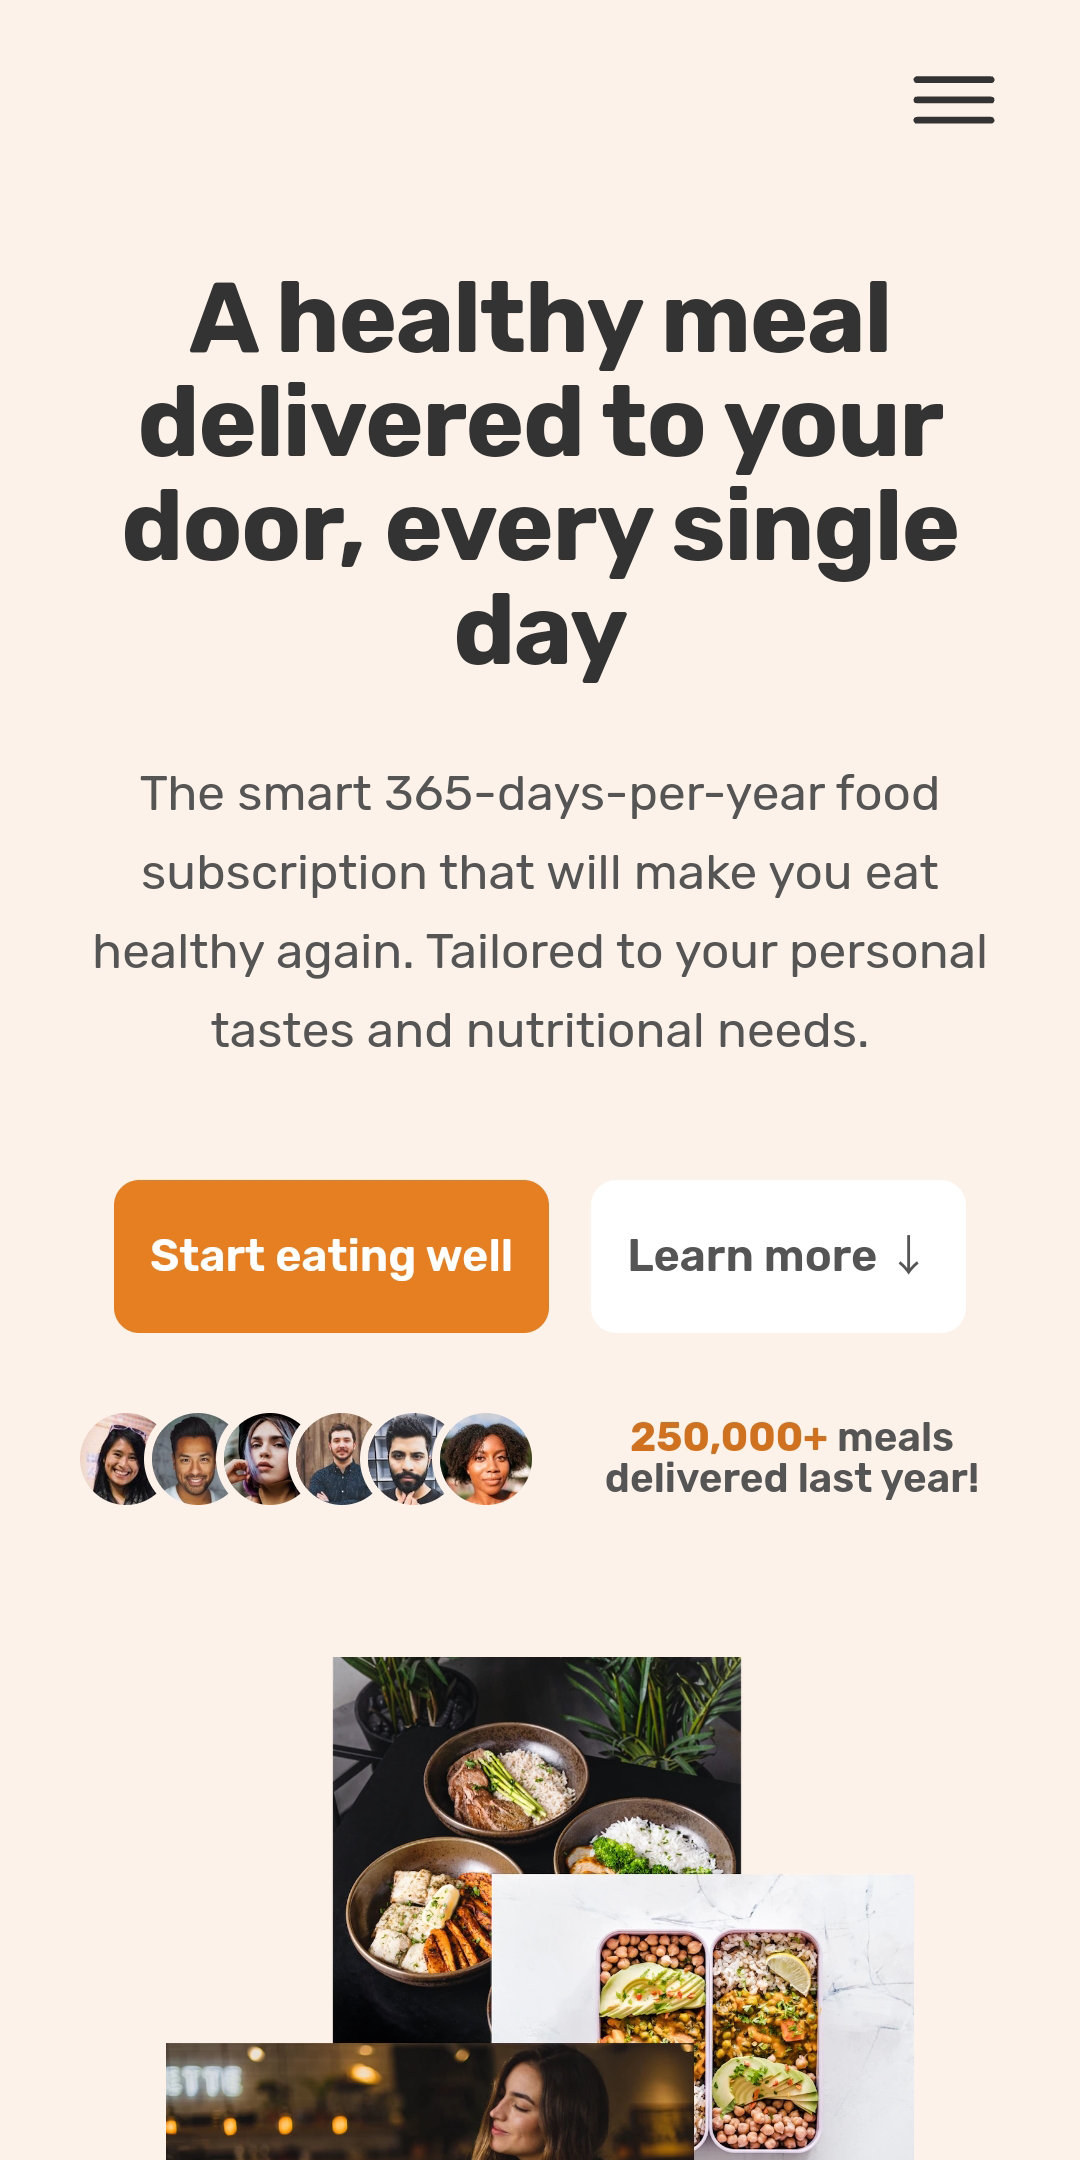 A healthy meal
delivered to your
door, every single
day
The smart 365-days-per-year food
subscription that will make you eat
healthy again. Tailored to your personal
tastes and nutritional needs.
Start eating well
Learn more ↓
250,000+ meals
delivered last year!
ETTE